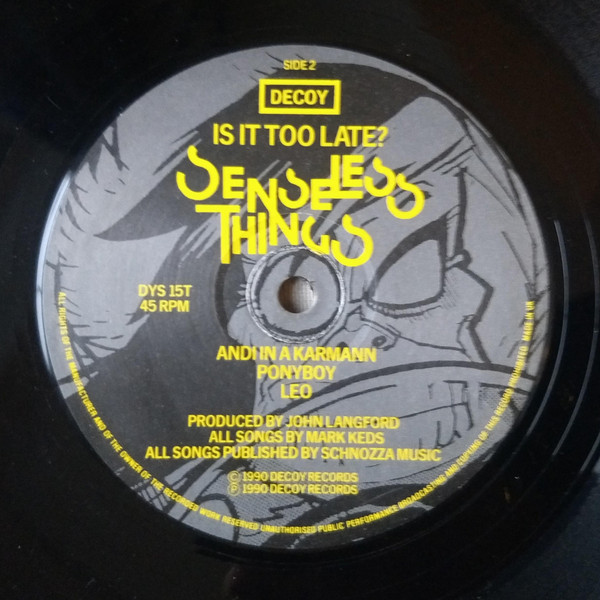 SIDE 2
DECOY
IS IT TOO LATE?
SENSELESS
THINGS
DYS 15T
45 RPM
ANDI IN A KARMANN
PONYBOY
LEO
PRODUCED BY JOHN LANGFORD
ALL SONGS BY MARK KEDS
ALL SONGS PUBLISHED BY SCHNOZZA MUSIC
© 1990 DECOY RECORDS
℗ 1990 DECOY RECORDS
ALL RIGHTS OF THE MANUFACTURER AND OF THE OWNER OF THE RECORDED WORK RESERVED UNAUTHORISED PUBLIC PERFORMANCE BROADCASTING AND COPYING OF THIS RECORD PROHIBITED MADE IN UK